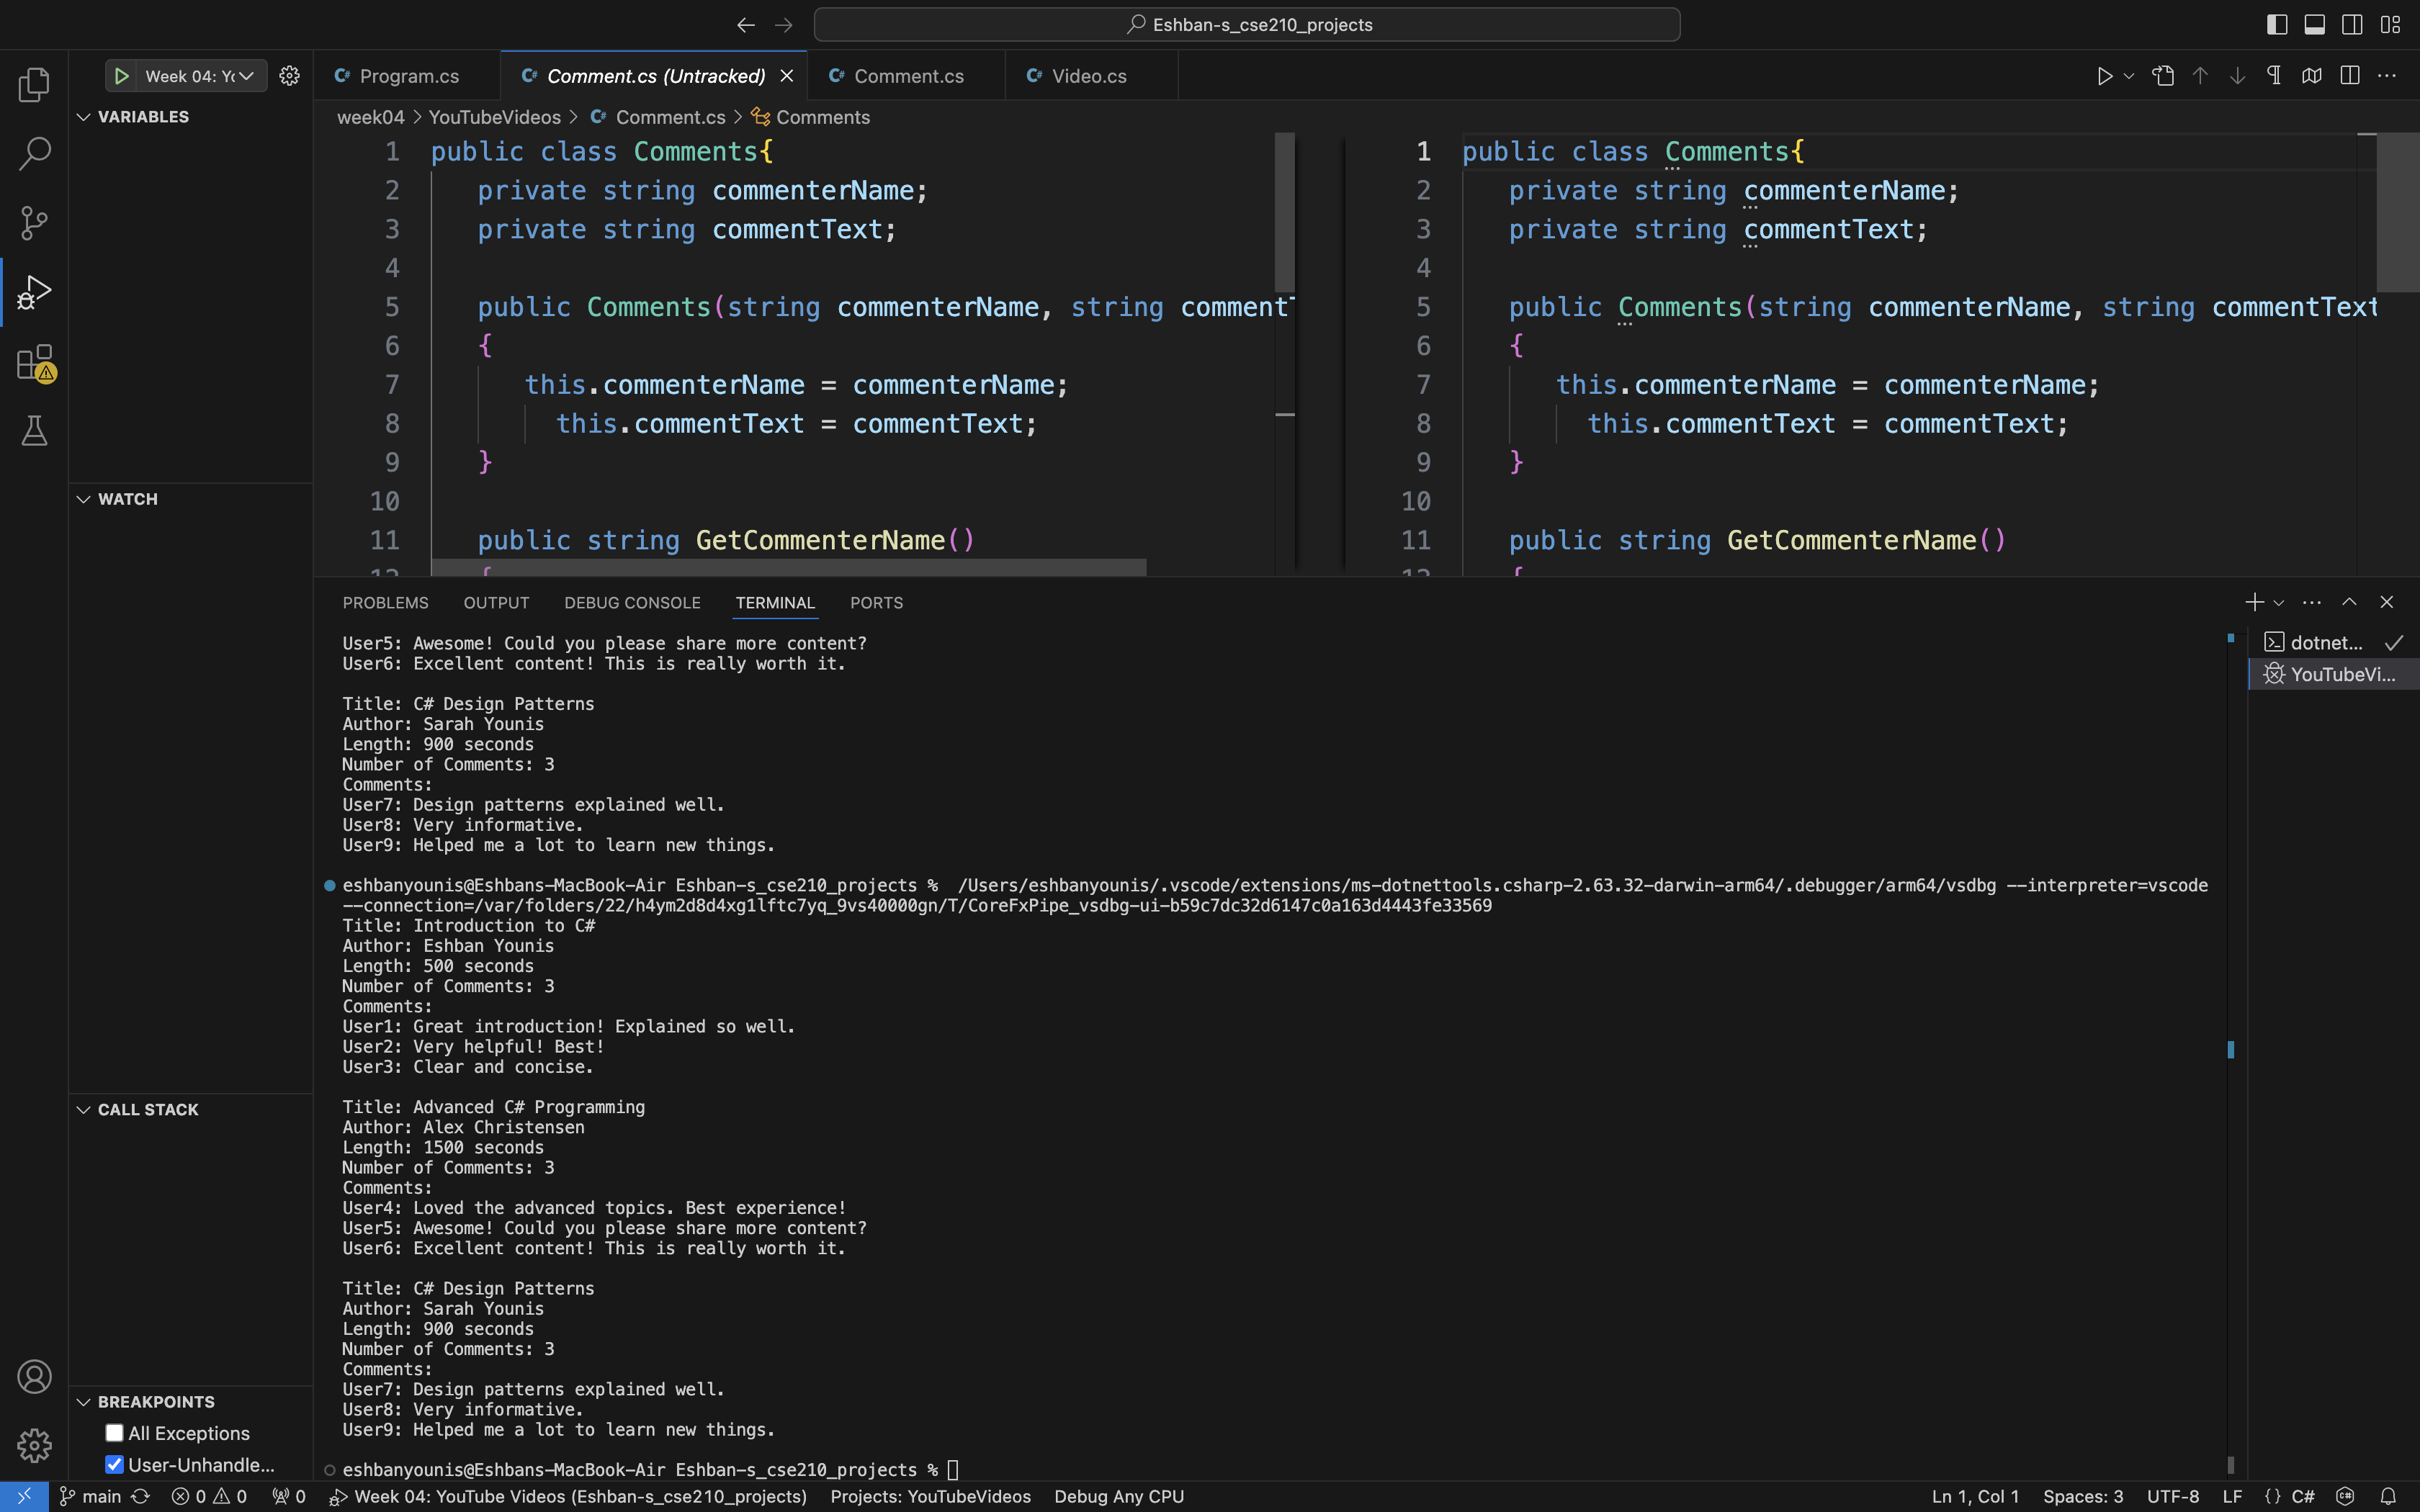 Eshban-s_cse210_projects
Week 04: Yo
Program.cs
Comment.cs (Untracked)
Comment.cs
Video.cs
VARIABLES
week04 > YouTubeVideos > Comment.cs > Comments
1 public class Comments{
2 private string commenterName;
3 private string commentText;
4
5 public Comments(string commenterName, string comment
6 {
7 this.commenterName = commenterName;
8 this.commentText = commentText;
9 }
10
11 public string GetCommenterName()
12 {
1 public class Comments{
2 private string commenterName;
3 private string commentText;
4
5 public Comments(string commenterName, string commentText
6 {
7 this.commenterName = commenterName;
8 this.commentText = commentText;
9 }
10
11 public string GetCommenterName()
12 {
WATCH
CALL STACK
BREAKPOINTS
All Exceptions
User-Unhandle...
PROBLEMS OUTPUT DEBUG CONSOLE TERMINAL PORTS
dotnet...
YouTubeVi...
User5: Awesome! Could you please share more content?
User6: Excellent content! This is really worth it.
Title: C# Design Patterns
Author: Sarah Younis
Length: 900 seconds
Number of Comments: 3
Comments:
User7: Design patterns explained well.
User8: Very informative.
User9: Helped me a lot to learn new things.
eshbanyounis@Eshbans-MacBook-Air Eshban-s_cse210_projects % /Users/eshbanyounis/.vscode/extensions/ms-dotnettools.csharp-2.63.32-darwin-arm64/.debugger/arm64/vsdbg --interpreter=vscode
--connection=/var/folders/22/h4ym2d8d4xg1lftc7yq_9vs40000gn/T/CoreFxPipe_vsdbg-ui-b59c7dc32d6147c0a163d4443fe33569
Title: Introduction to C#
Author: Eshban Younis
Length: 500 seconds
Number of Comments: 3
Comments:
User1: Great introduction! Explained so well.
User2: Very helpful! Best!
User3: Clear and concise.
Title: Advanced C# Programming
Author: Alex Christensen
Length: 1500 seconds
Number of Comments: 3
Comments:
User4: Loved the advanced topics. Best experience!
User5: Awesome! Could you please share more content?
User6: Excellent content! This is really worth it.
Title: C# Design Patterns
Author: Sarah Younis
Length: 900 seconds
Number of Comments: 3
Comments:
User7: Design patterns explained well.
User8: Very informative.
User9: Helped me a lot to learn new things.
eshbanyounis@Eshbans-MacBook-Air Eshban-s_cse210_projects %
main 0 0 0 Week 04: YouTube Videos (Eshban-s_cse210_projects) Projects: YouTubeVideos Debug Any CPU Ln 1, Col 1 Spaces: 3 UTF-8 LF {} C#